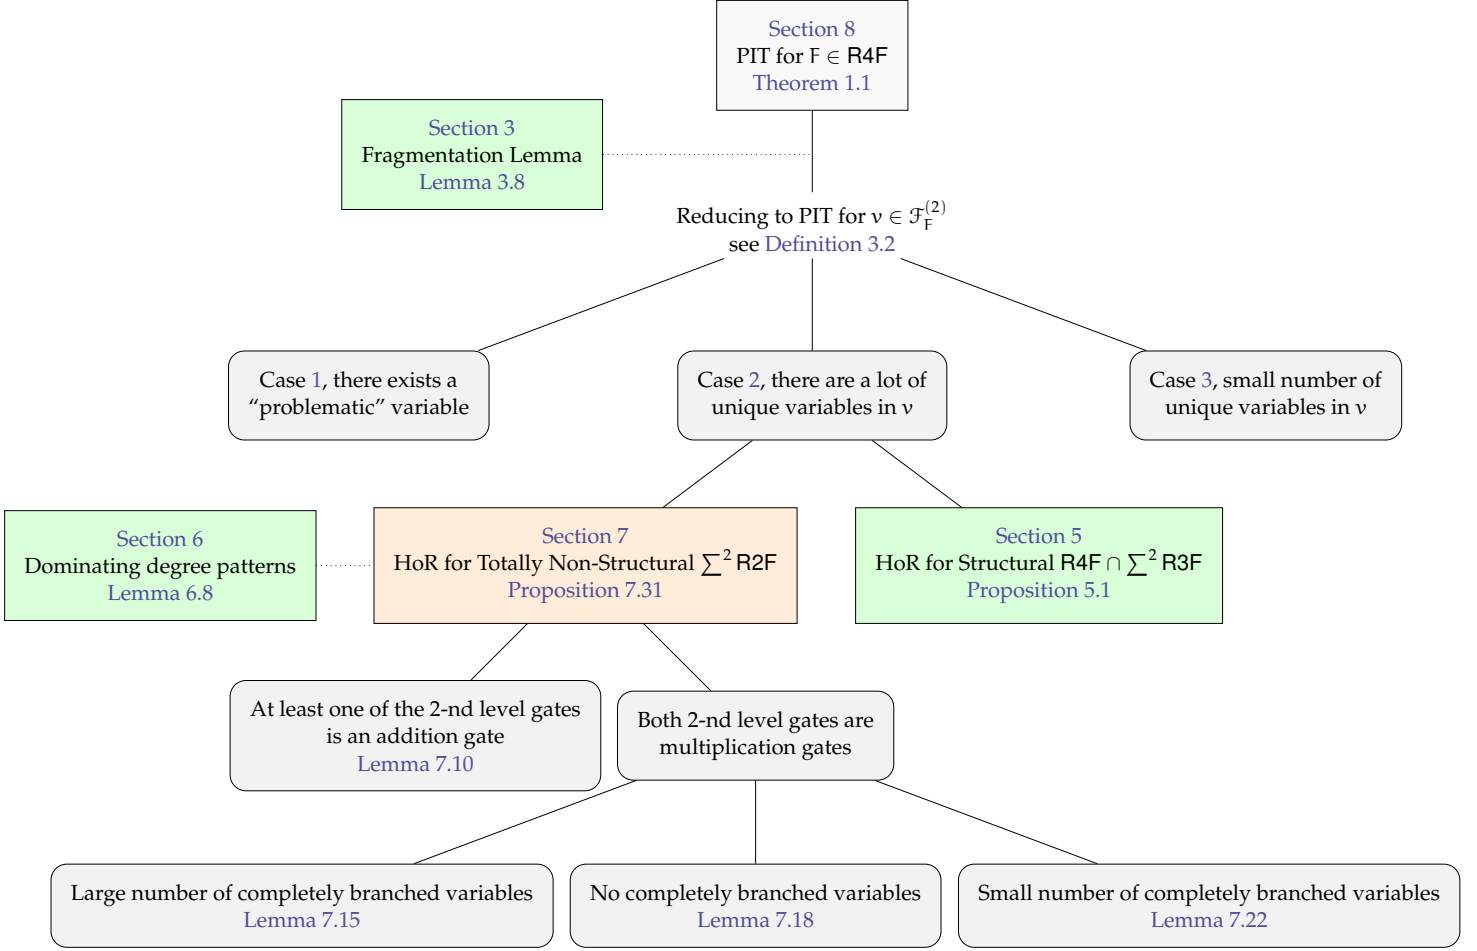 Section 8
PIT for F ∈ R4F
Theorem 1.1
Section 3
Fragmentation Lemma
Lemma 3.8
Reducing to PIT for v ∈ ℱ_F^(2)
see Definition 3.2
Case 1, there exists a
“problematic” variable
Case 2, there are a lot of
unique variables in v
Case 3, small number of
unique variables in v
Section 6
Dominating degree patterns
Lemma 6.8
Section 7
HoR for Totally Non-Structural ∑² R2F
Proposition 7.31
Section 5
HoR for Structural R4F ∩ ∑² R3F
Proposition 5.1
At least one of the 2-nd level gates
is an addition gate
Lemma 7.10
Both 2-nd level gates are
multiplication gates
Large number of completely branched variables
Lemma 7.15
No completely branched variables
Lemma 7.18
Small number of completely branched variables
Lemma 7.22